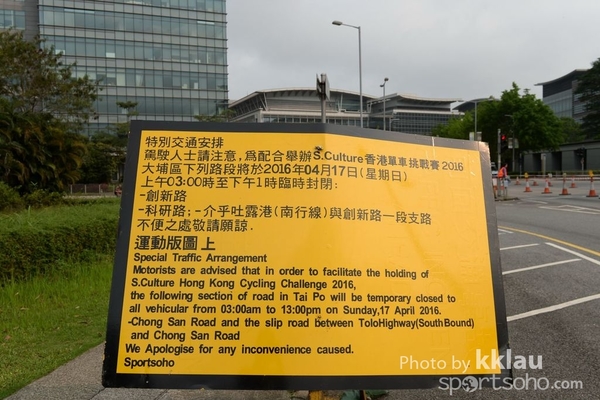 特別交通安排
駕駛人士請注意，為配合舉辦S.Culture香港單車挑戰賽2016
大埔區下列路段將於2016年04月17日(星期日)
上午03:00時至下午1時臨時封閉:
-創新路
-科研路;-介乎吐露港(南行線)與創新路一段支路
不便之處敬請願諒.
運動版圖上
Special Traffic Arrangement
Motorists are advised that in order to facilitate the holding of
S.Culture Hong Kong Cycling Challenge 2016,
the following section of road in Tai Po will be temporary closed to
all vehicular from 03:00am to 13:00pm on Sunday,17 April 2016.
-Chong San Road and the slip road between ToloHighway(South Bound)
and Chong San Road
We Apologise for any inconvenience caused.
Sportsoho
Photo by kklau
sportsoho.com